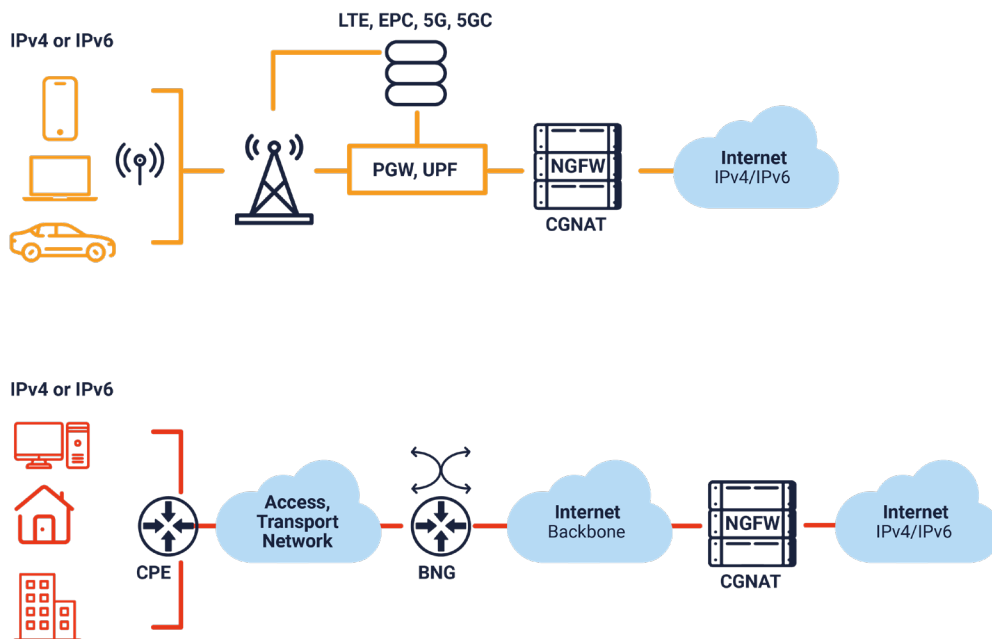 LTE, EPC, 5G, 5GC
IPv4 or IPv6
PGW, UPF
NGFW
CGNAT
Internet
IPv4/IPv6
IPv4 or IPv6
CPE
Access,
Transport
Network
BNG
Internet
Backbone
NGFW
CGNAT
Internet
IPv4/IPv6